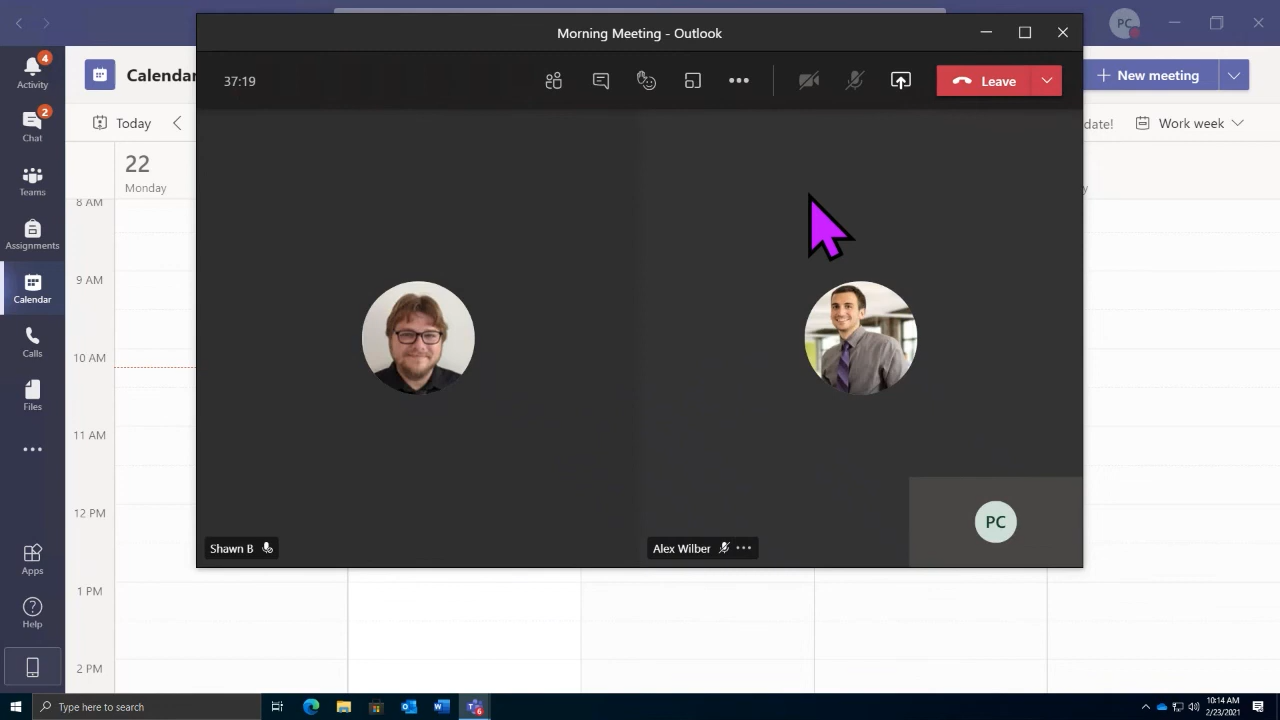 PC
Morning Meeting - Outlook
37:19
Leave
4
Activity
Calendar
New meeting
2
Chat
Today
date!
Work week
22
Monday
y
Teams
Assignments
Calendar
Calls
Files
Apps
Help
8 AM
9 AM
10 AM
11 AM
12 PM
1 PM
2 PM
Shawn B
Alex Wilber
PC
Type here to search
6
10:14 AM
2/23/2021